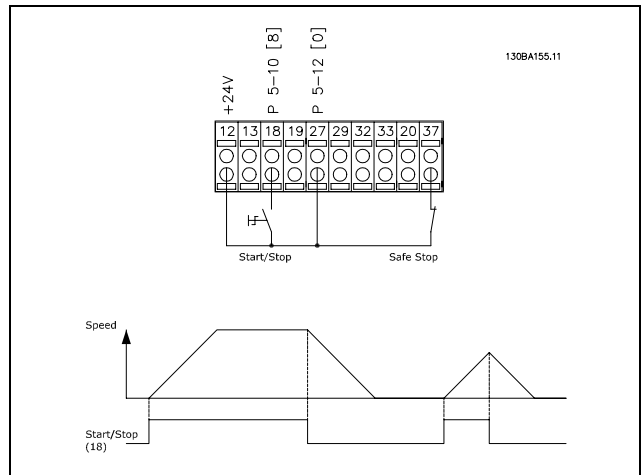 130BA155.11
+24V
P 5-10 [8]
P 5-12 [0]
12 13 18 19 27 29 32 33 20 37
Start/Stop
Safe Stop
Speed
Start/Stop
(18)